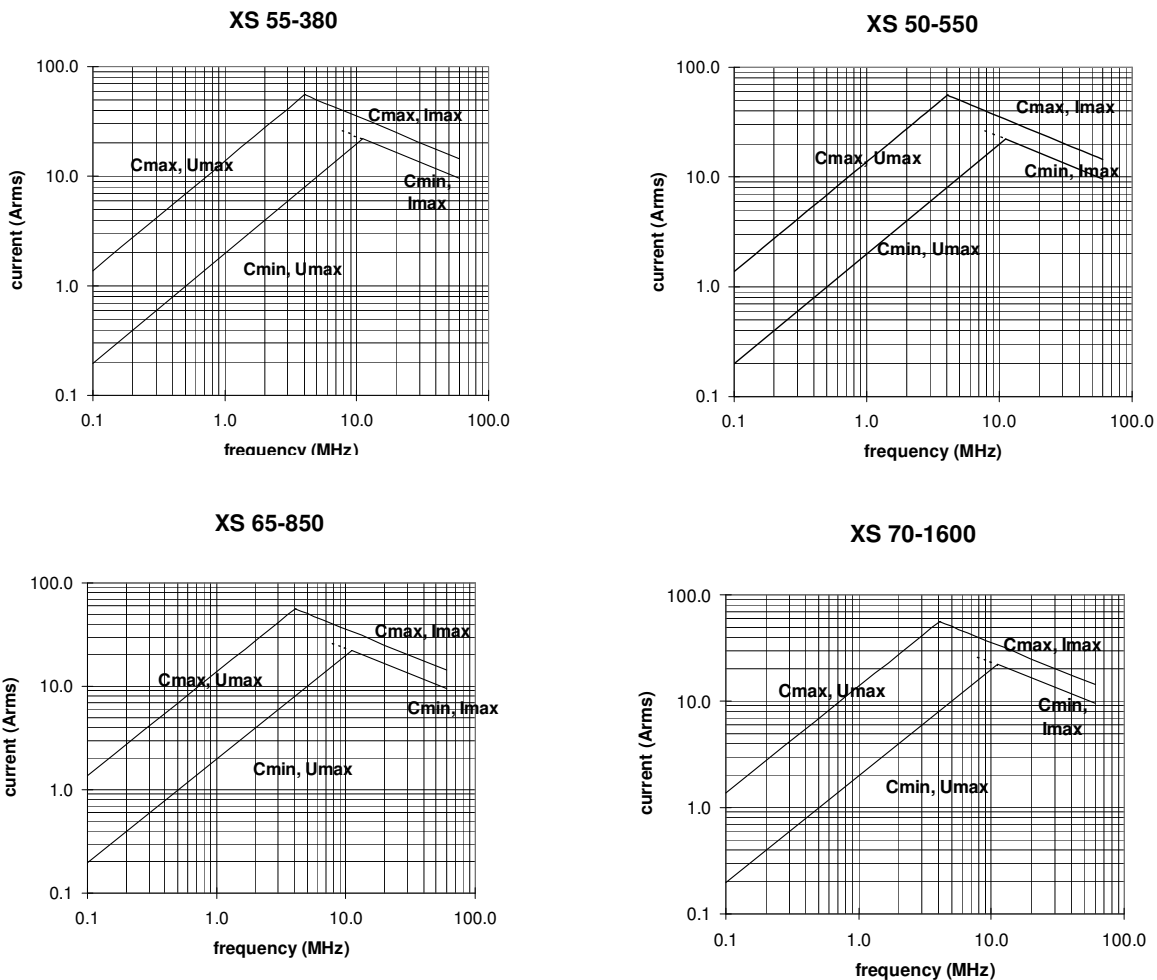 XS 55-380
100.0
10.0
1.0
0.1
current (Arms)
Cmax, Imax
Cmax, Umax
Cmin,
Imax
Cmin, Umax
0.1 1.0 10.0 100.0
frequency (MHz)
XS 50-550
100.0
10.0
1.0
0.1
current (Arms)
Cmax, Imax
Cmax, Umax
Cmin, Imax
Cmin, Umax
0.1 1.0 10.0 100.0
frequency (MHz)
XS 65-850
100.0
10.0
1.0
0.1
current (Arms)
Cmax, Imax
Cmax, Umax
Cmin, Imax
Cmin, Umax
0.1 1.0 10.0 100.0
frequency (MHz)
XS 70-1600
100.0
10.0
1.0
0.1
current (Arms)
Cmax, Imax
Cmax, Umax
Cmin,
Imax
Cmin, Umax
0.1 1.0 10.0 100.0
frequency (MHz)